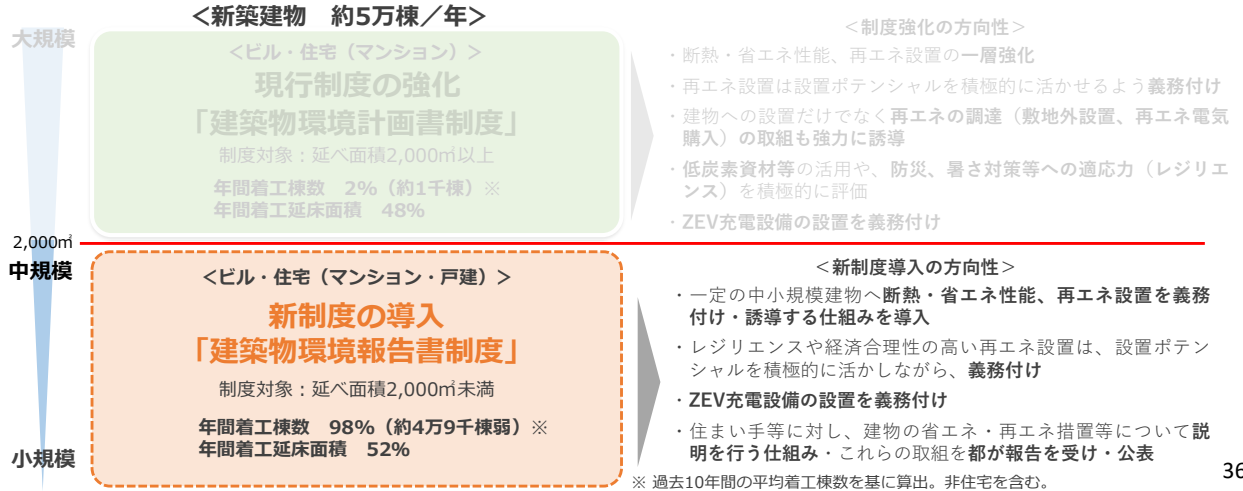 <新築建物　約5万棟／年>
大規模
<ビル・住宅（マンション）>
現行制度の強化
「建築物環境計画書制度」
制度対象：延べ面積2,000㎡以上
年間着工棟数　2%（約1千棟）※
年間着工延床面積　48%
<制度強化の方向性>
・断熱・省エネ性能、再エネ設置の一層強化
・再エネ設置は設置ポテンシャルを積極的に活かせるよう義務付け
・建物への設置だけでなく再エネの調達（敷地外設置、再エネ電気
購入）の取組も強力に誘導
・低炭素資材等の活用や、防災、暑さ対策等への適応力（レジリエ
ンス）を積極的に評価
・ZEV充電設備の設置を義務付け
2,000㎡
中規模
<ビル・住宅（マンション・戸建）>
新制度の導入
「建築物環境報告書制度」
制度対象：延べ面積2,000㎡未満
年間着工棟数　98%（約4万9千棟弱）※
年間着工延床面積　52%
小規模
<新制度導入の方向性>
・一定の中小規模建物へ断熱・省エネ性能、再エネ設置を義務
付け・誘導する仕組みを導入
・レジリエンスや経済合理性の高い再エネ設置は、設置ポテン
シャルを積極的に活かしながら、義務付け
・ZEV充電設備の設置を義務付け
・住まい手等に対し、建物の省エネ・再エネ措置等について説
明を行う仕組み・これらの取組を都が報告を受け・公表
※ 過去10年間の平均着工棟数を基に算出。非住宅を含む。
36